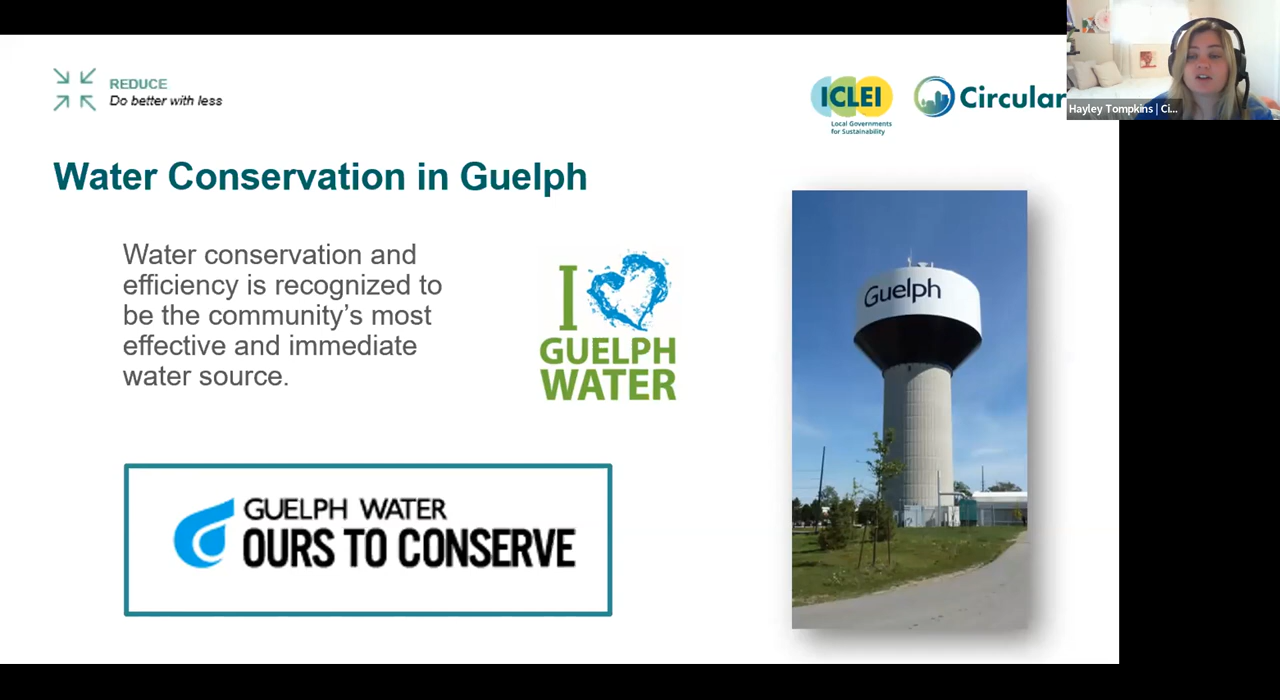 REDUCE
Do better with less
ICLEI
Local Governments
for Sustainability
Circular
Hayley Tompkins | Ci...
Water Conservation in Guelph
Water conservation and
efficiency is recognized to
be the community’s most
effective and immediate
water source.
I
GUELPH
WATER
Guelph
GUELPH WATER
OURS TO CONSERVE